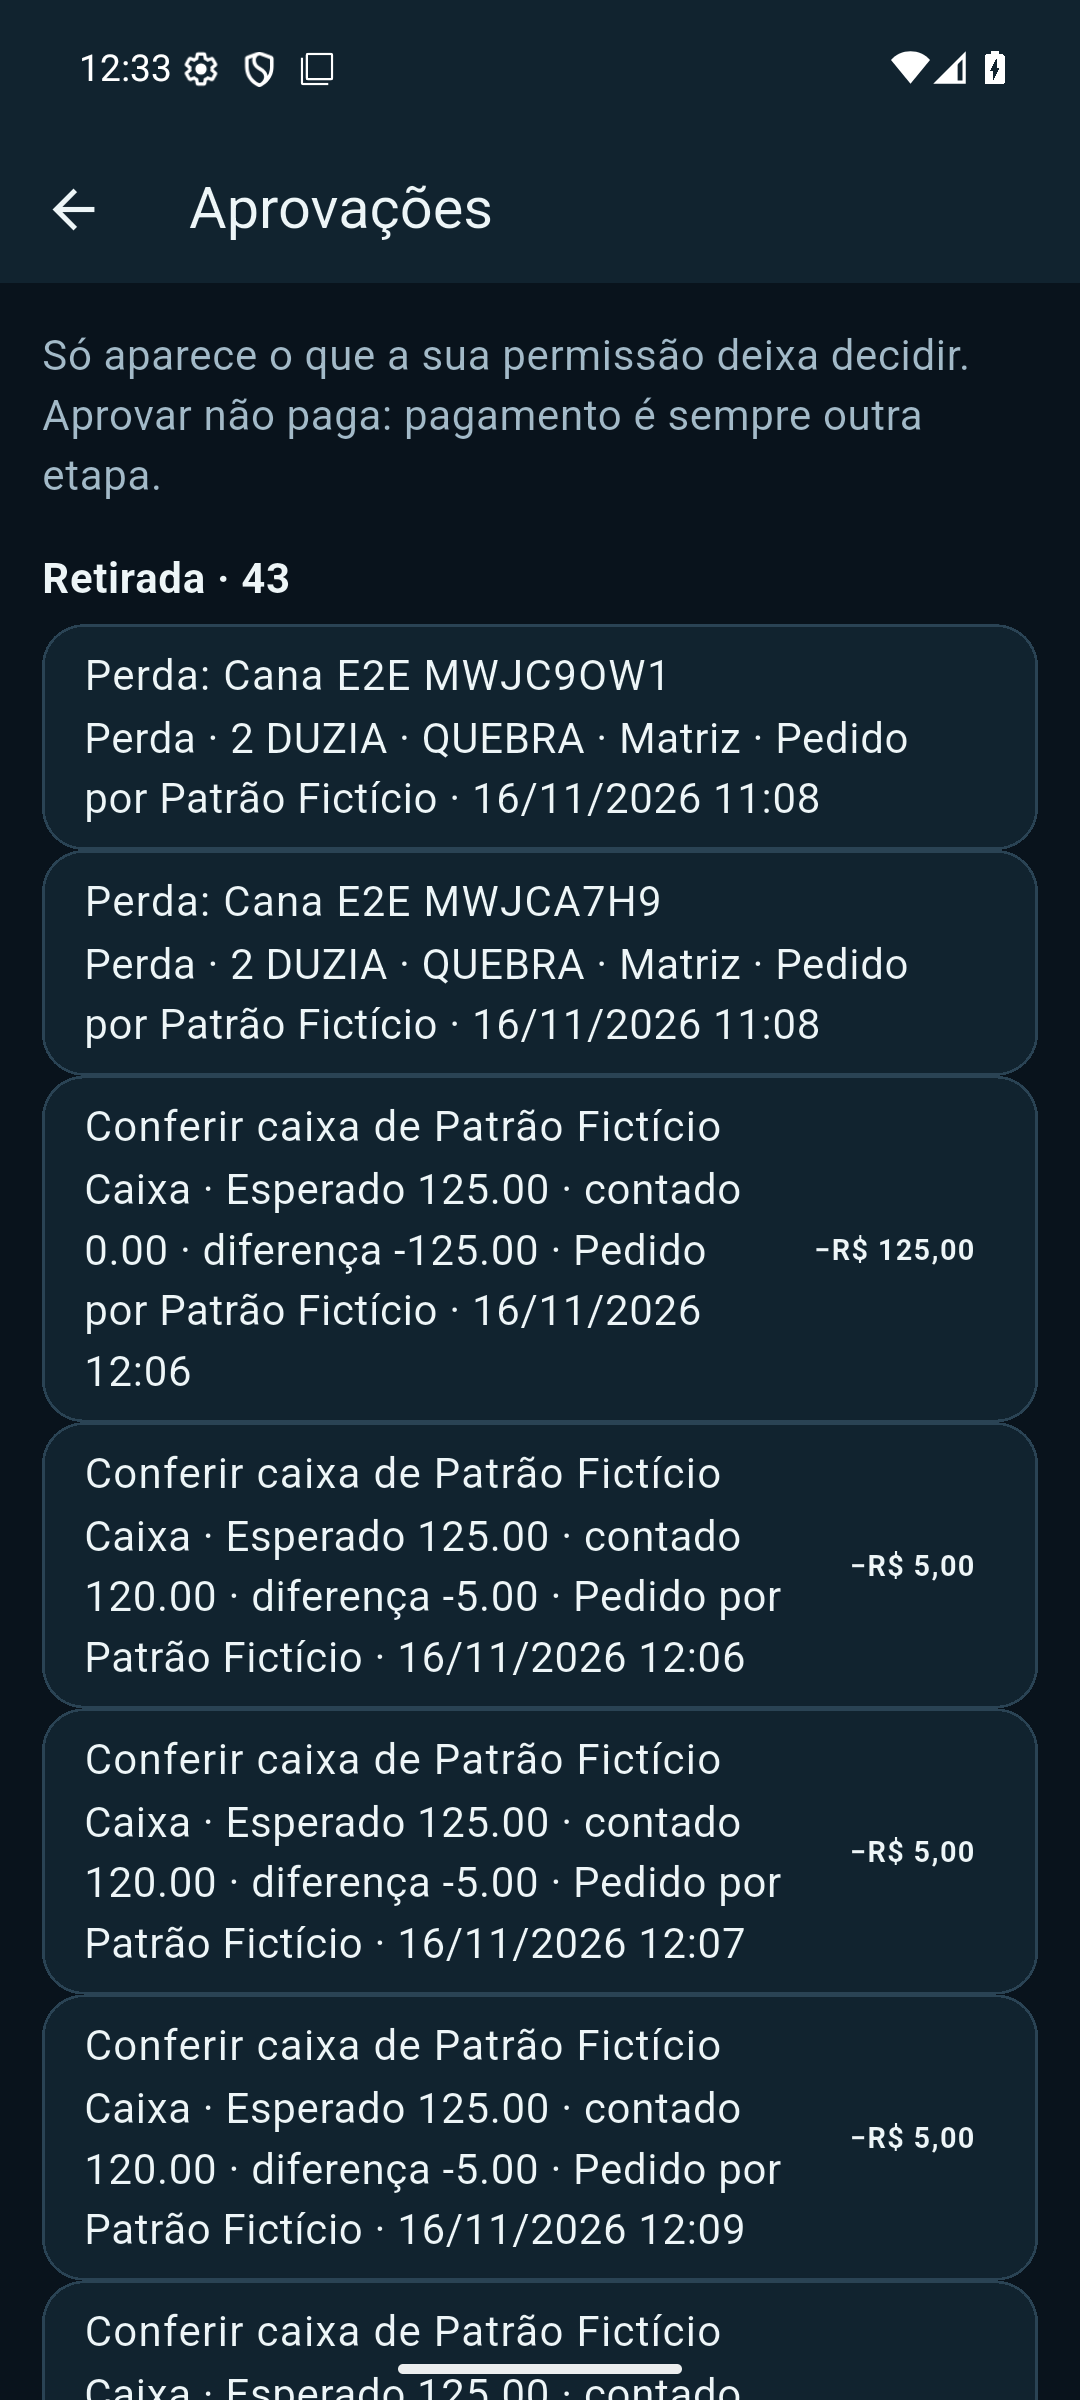 12:33
Aprovações
Só aparece o que a sua permissão deixa decidir.
Aprovar não paga: pagamento é sempre outra
etapa.
Retirada · 43
Perda: Cana E2E MWJC9OW1
Perda · 2 DUZIA · QUEBRA · Matriz · Pedido
por Patrão Fictício · 16/11/2026 11:08
Perda: Cana E2E MWJCA7H9
Perda · 2 DUZIA · QUEBRA · Matriz · Pedido
por Patrão Fictício · 16/11/2026 11:08
Conferir caixa de Patrão Fictício
Caixa · Esperado 125.00 · contado
0.00 · diferença -125.00 · Pedido
por Patrão Fictício · 16/11/2026
12:06
−R$ 125,00
Conferir caixa de Patrão Fictício
Caixa · Esperado 125.00 · contado
120.00 · diferença -5.00 · Pedido por
Patrão Fictício · 16/11/2026 12:06
−R$ 5,00
Conferir caixa de Patrão Fictício
Caixa · Esperado 125.00 · contado
120.00 · diferença -5.00 · Pedido por
Patrão Fictício · 16/11/2026 12:07
−R$ 5,00
Conferir caixa de Patrão Fictício
Caixa · Esperado 125.00 · contado
120.00 · diferença -5.00 · Pedido por
Patrão Fictício · 16/11/2026 12:09
−R$ 5,00
Conferir caixa de Patrão Fictício
Caixa · Esperado 125.00 · contado